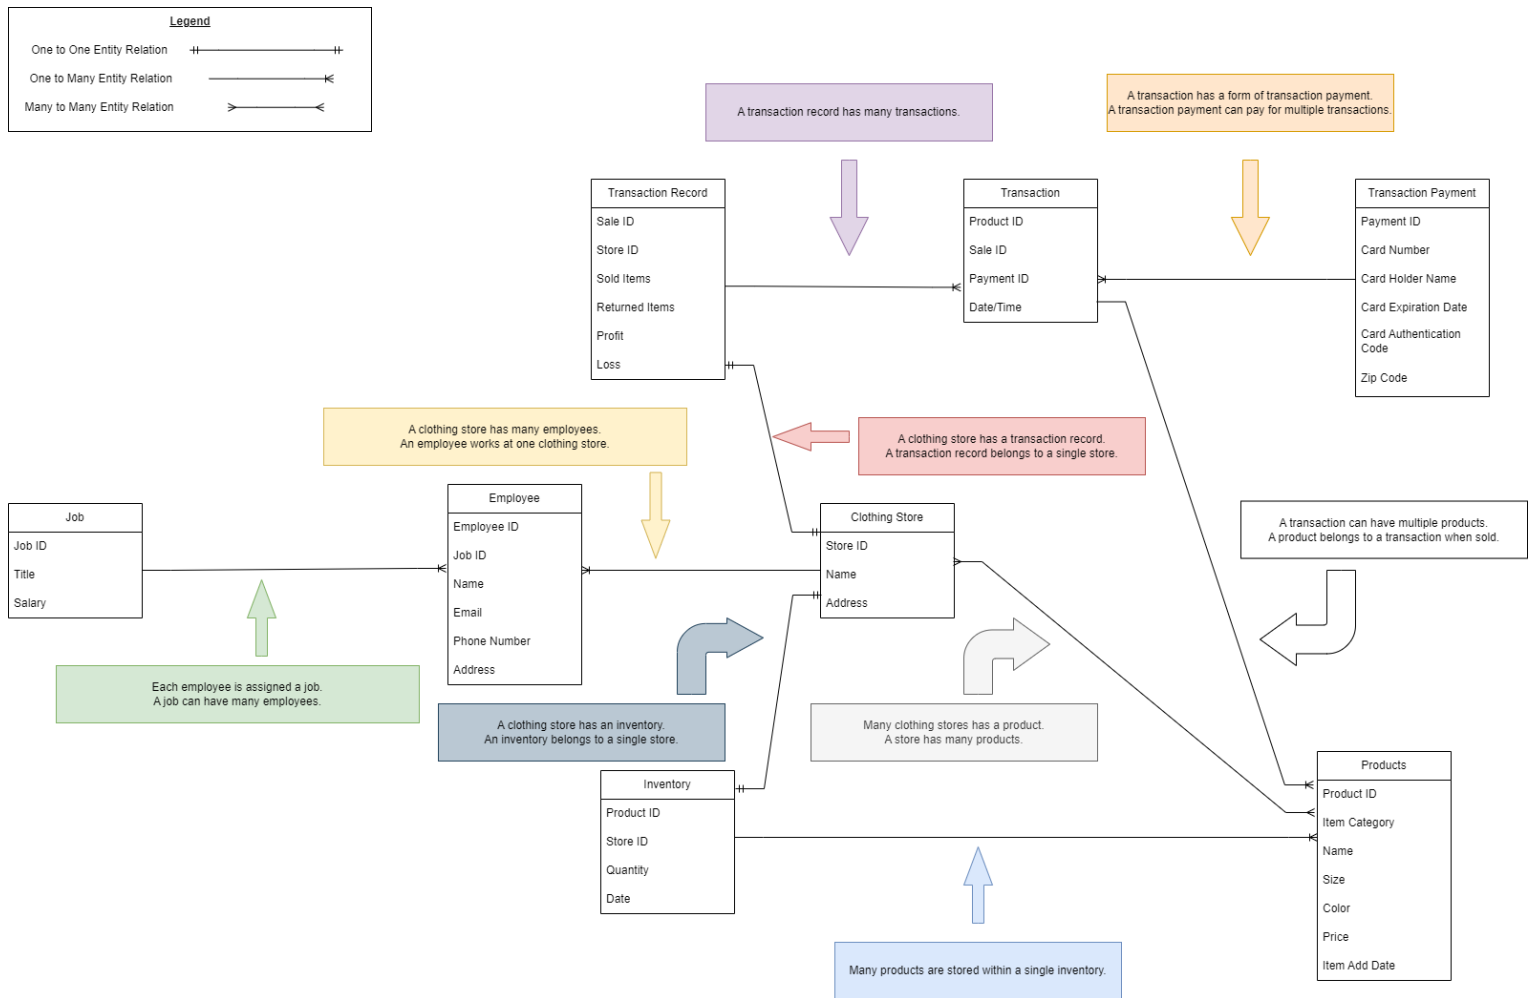 Legend
One to One Entity Relation
One to Many Entity Relation
Many to Many Entity Relation
A transaction record has many transactions.
A transaction has a form of transaction payment.
A transaction payment can pay for multiple transactions.
Transaction Record
Sale ID
Store ID
Sold Items
Returned Items
Profit
Loss
Transaction
Product ID
Sale ID
Payment ID
Date/Time
Transaction Payment
Payment ID
Card Number
Card Holder Name
Card Expiration Date
Card Authentication
Code
Zip Code
A clothing store has many employees.
An employee works at one clothing store.
A clothing store has a transaction record.
A transaction record belongs to a single store.
Job
Job ID
Title
Salary
Employee
Employee ID
Job ID
Name
Email
Phone Number
Address
Clothing Store
Store ID
Name
Address
A transaction can have multiple products.
A product belongs to a transaction when sold.
Each employee is assigned a job.
A job can have many employees.
A clothing store has an inventory.
An inventory belongs to a single store.
Many clothing stores has a product.
A store has many products.
Inventory
Product ID
Store ID
Quantity
Date
Products
Product ID
Item Category
Name
Size
Color
Price
Item Add Date
Many products are stored within a single inventory.